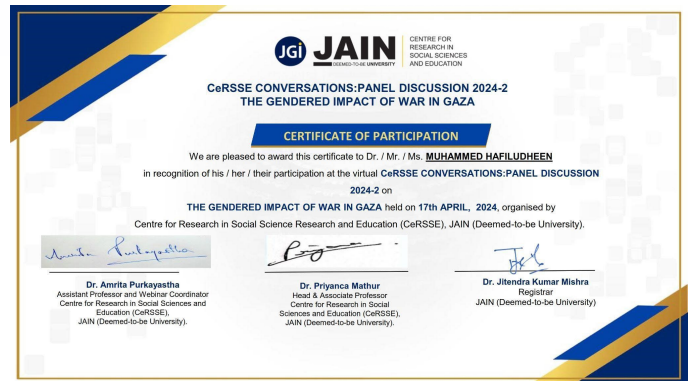 JGi JAIN
DEEMED-TO-BE UNIVERSITY
CENTRE FOR
RESEARCH IN
SOCIAL SCIENCES
AND EDUCATION
CeRSSE CONVERSATIONS:PANEL DISCUSSION 2024-2
THE GENDERED IMPACT OF WAR IN GAZA
CERTIFICATE OF PARTICIPATION
We are pleased to award this certificate to Dr. / Mr. / Ms. MUHAMMED HAFILUDHEEN
in recognition of his / her / their participation at the virtual CeRSSE CONVERSATIONS:PANEL DISCUSSION
2024-2 on
THE GENDERED IMPACT OF WAR IN GAZA held on 17th APRIL, 2024, organised by
Centre for Research in Social Science Research and Education (CeRSSE), JAIN (Deemed-to-be University).
Amrita Purkayastha
Dr. Amrita Purkayastha
Assistant Professor and Webinar Coordinator
Centre for Research in Social Sciences and
Education (CeRSSE),
JAIN (Deemed-to-be University).
Priyanca
Dr. Priyanca Mathur
Head & Associate Professor
Centre for Research in Social
Sciences and Education (CeRSSE),
JAIN (Deemed-to-be University).
Dr. Jitendra Kumar Mishra
Registrar
JAIN (Deemed-to-be University)